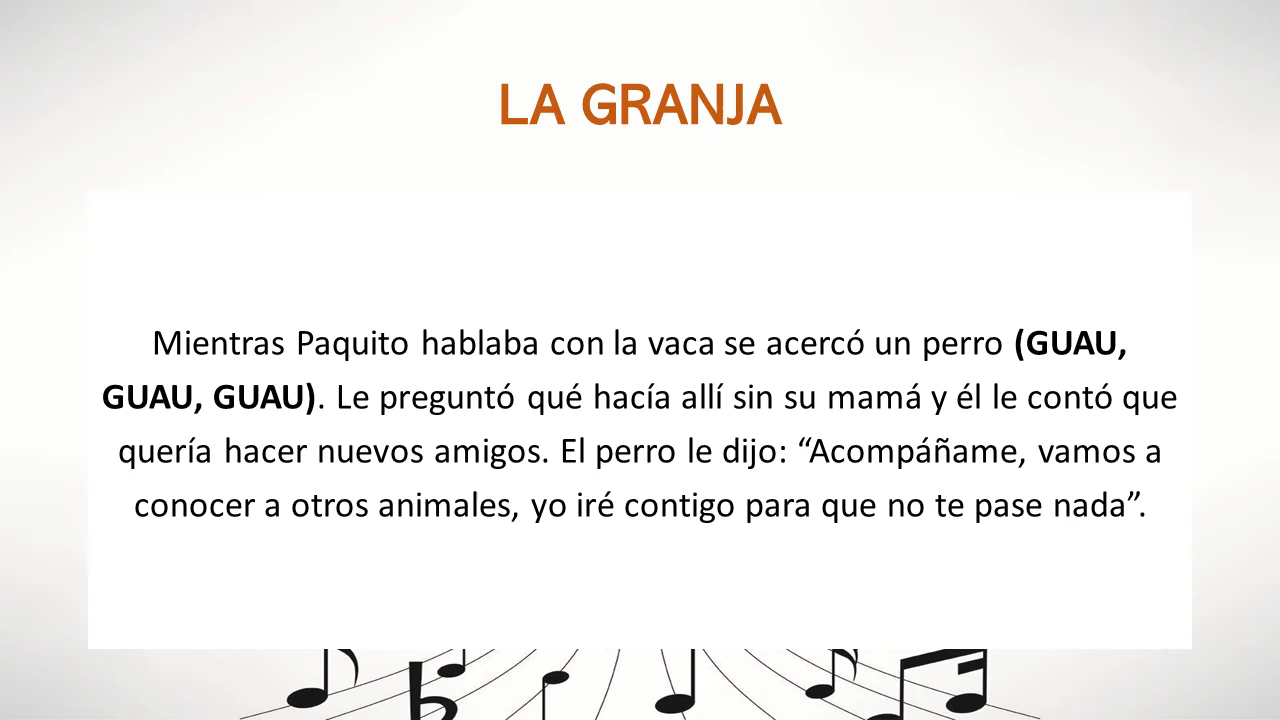 LA GRANJA
Mientras Paquito hablaba con la vaca se acercó un perro (GUAU,
GUAU, GUAU). Le preguntó qué hacía allí sin su mamá y él le contó que
quería hacer nuevos amigos. El perro le dijo: “Acompáñame, vamos a
conocer a otros animales, yo iré contigo para que no te pase nada”.